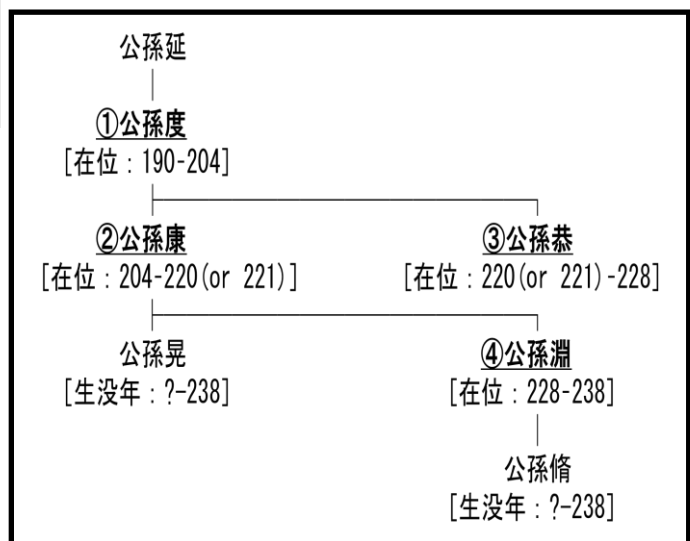 公孫延
①公孫度
[在位：190-204]
②公孫康 ③公孫恭
[在位：204-220(or 221)] [在位：220(or 221)-228]
公孫晃 ④公孫淵
[生没年：?-238] [在位：228-238]
公孫脩
[生没年：?-238]